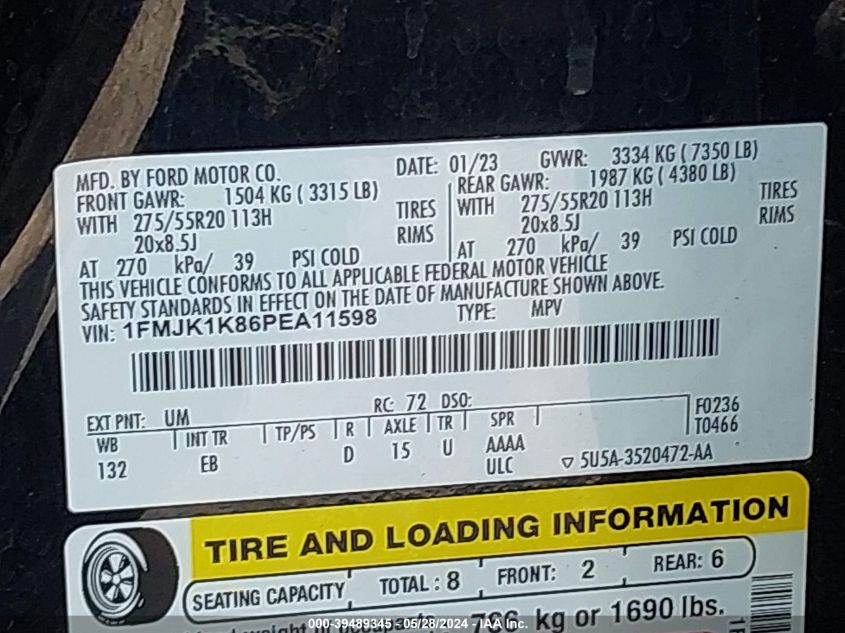 MFD. BY FORD MOTOR CO. DATE: 01/23 GVWR: 3334 KG ( 7350 LB)
FRONT GAWR: 1504 KG ( 3315 LB) REAR GAWR: 1987 KG ( 4380 LB)
WITH 275/55R20 113H TIRES WITH 275/55R20 113H TIRES
20x8.5J RIMS 20x8.5J RIMS
AT 270 kPa/ 39 PSI COLD AT 270 kPa/ 39 PSI COLD
THIS VEHICLE CONFORMS TO ALL APPLICABLE FEDERAL MOTOR VEHICLE
SAFETY STANDARDS IN EFFECT ON THE DATE OF MANUFACTURE SHOWN ABOVE.
VIN: 1FMJK1K86PEA11598 TYPE: MPV
EXT PNT: UM RC: 72 DSO: F0236
WB INT TR TP/PS R AXLE TR SPR T0466
132 EB D 15 U AAAA
ULC 5U5A-3520472-AA
TIRE AND LOADING INFORMATION
SEATING CAPACITY TOTAL : 8 FRONT: 2 REAR: 6
766 kg or 1690 lbs.
000-39489345 - 05/28/2024 - IAA Inc.